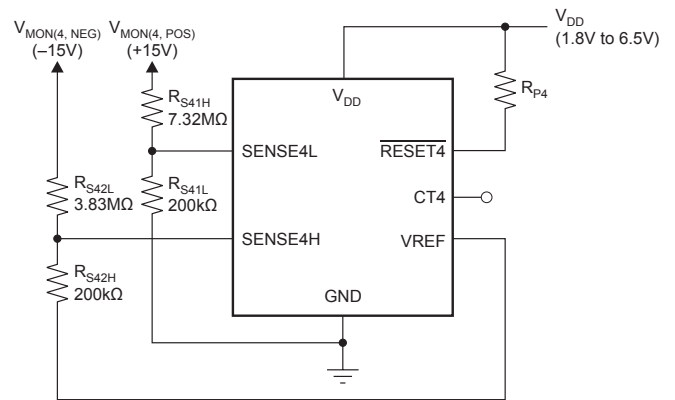 VMON(4, NEG)
(–15V)
VMON(4, POS)
(+15V)
VDD
(1.8V to 6.5V)
RS41H
7.32MΩ
VDD
RP4
SENSE4L
RESET4
RS42L
3.83MΩ
RS41L
200kΩ
CT4
SENSE4H
VREF
RS42H
200kΩ
GND